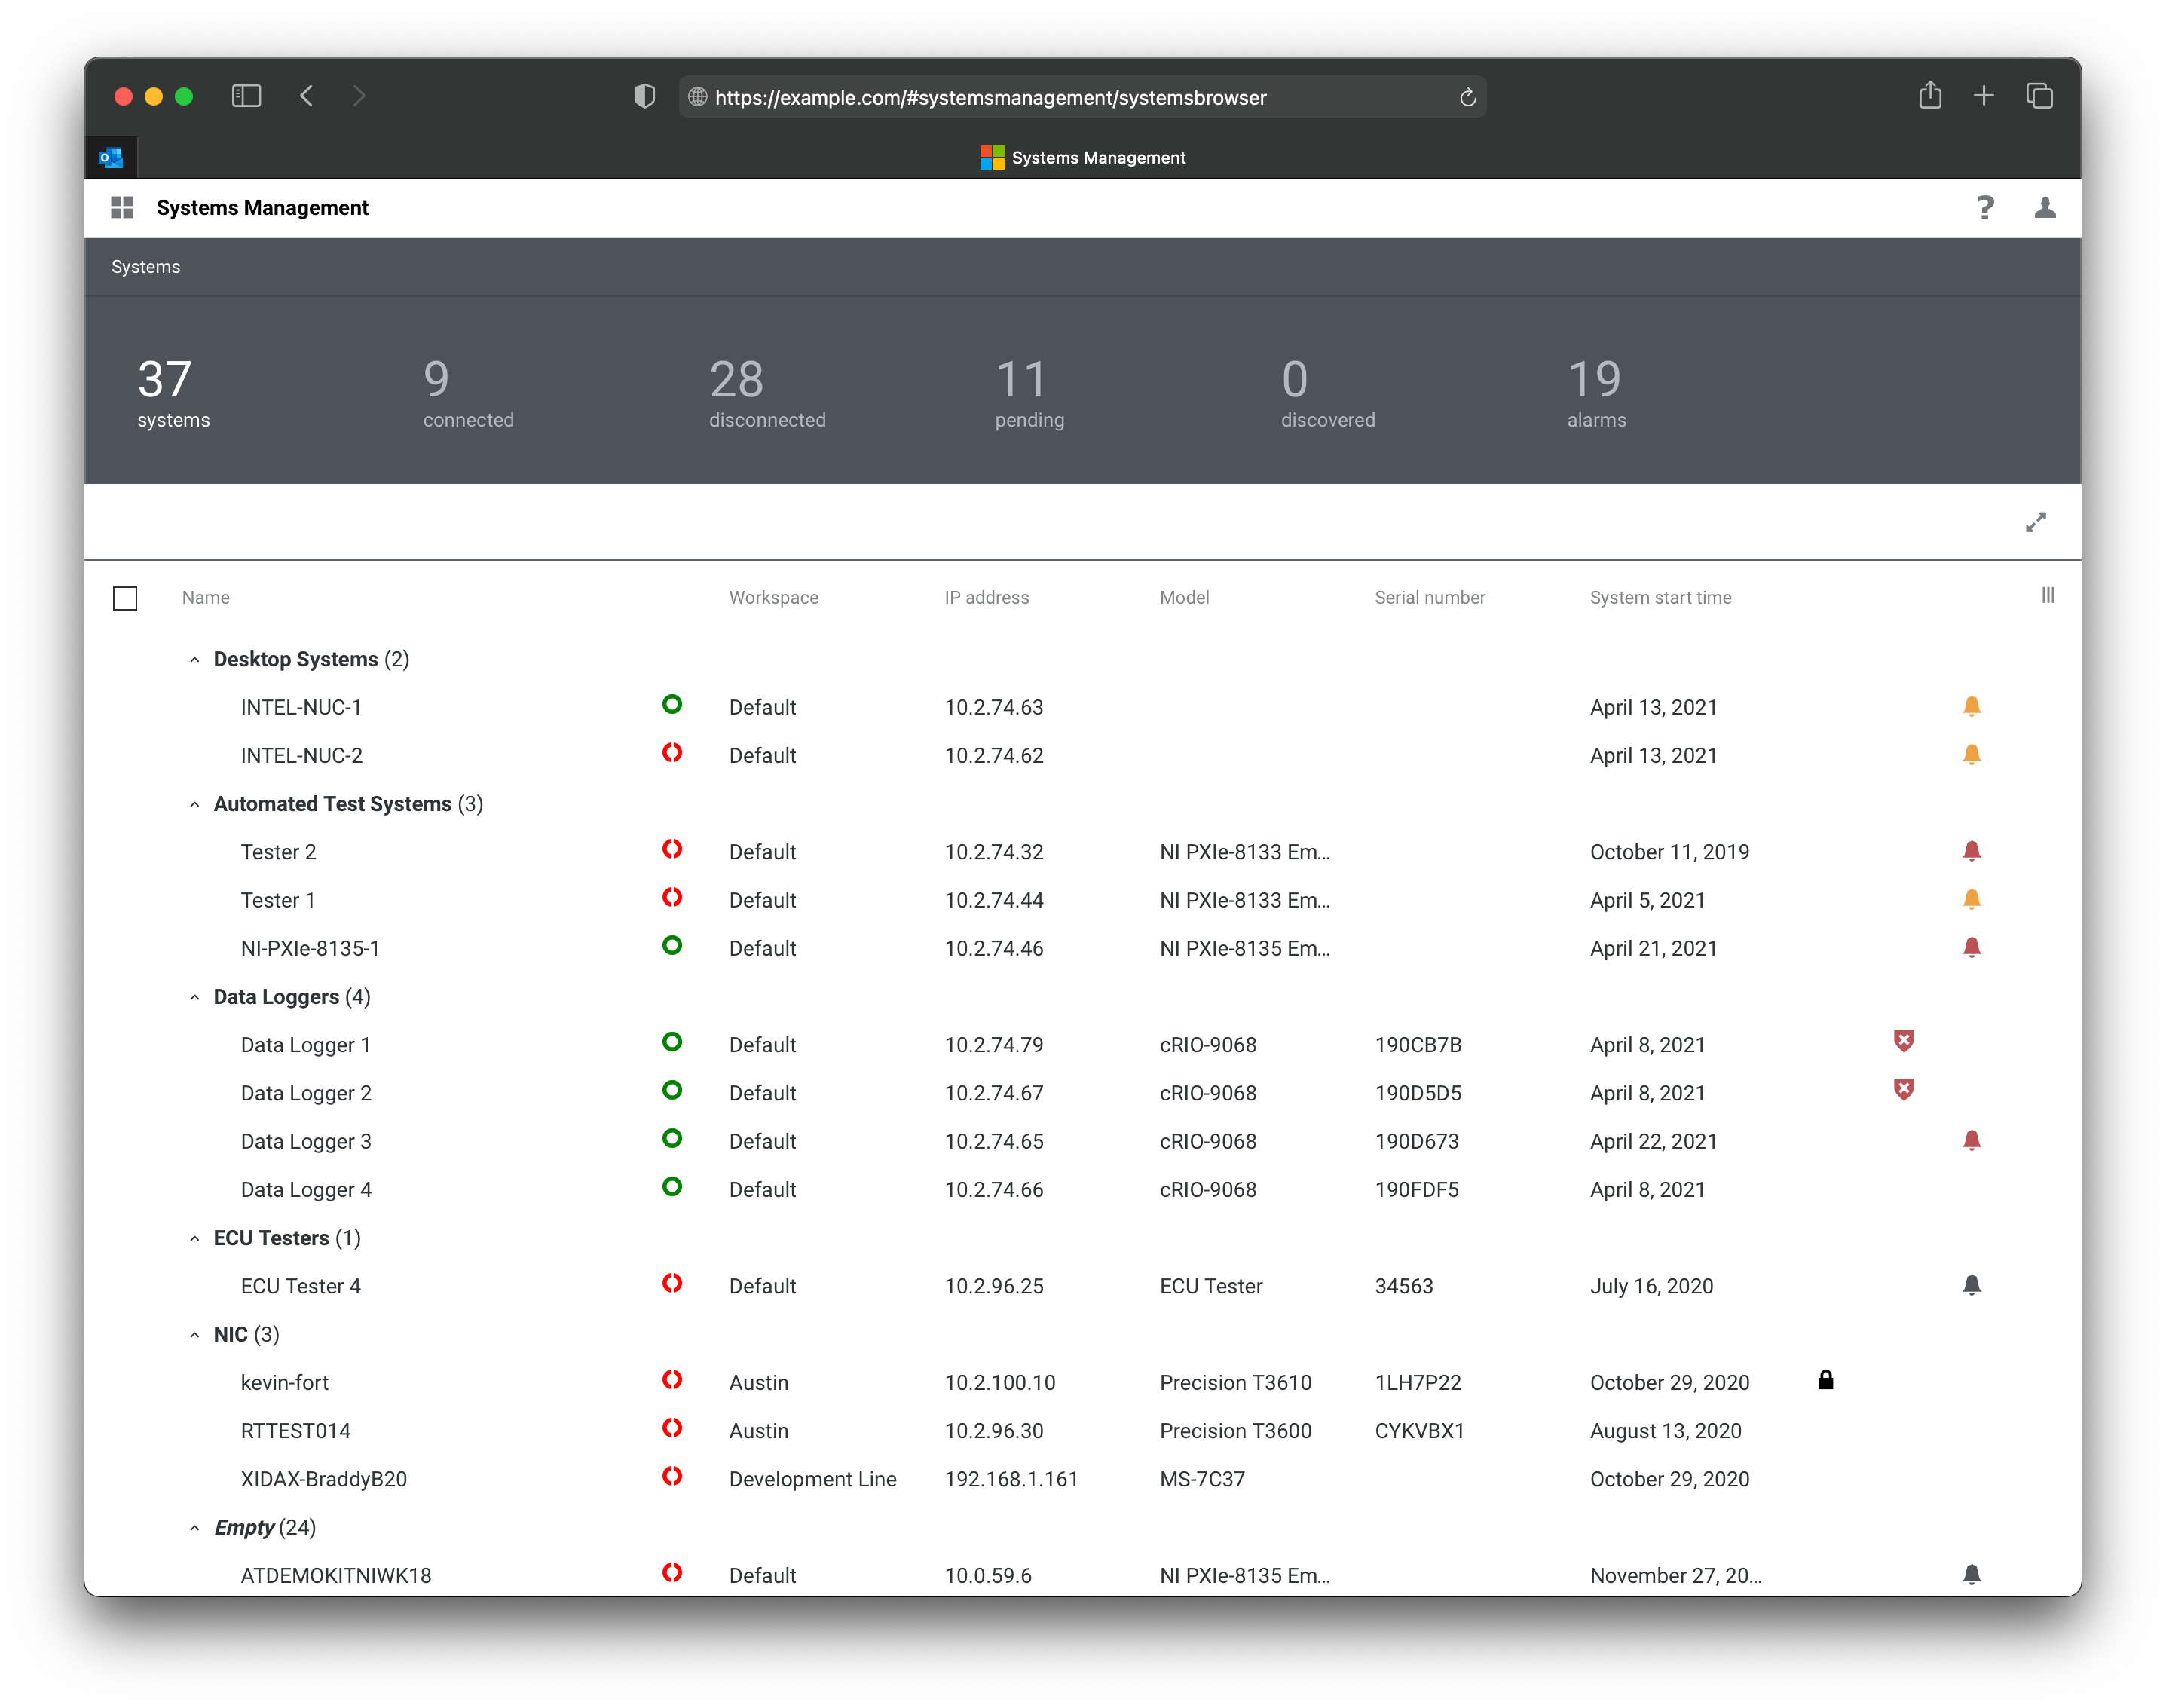 https://example.com/#systemsmanagement/systemsbrowser
Systems Management
Systems Management ?
Systems
37 9 28 11 0 19
systems connected disconnected pending discovered alarms
Name Workspace IP address Model Serial number System start time
Desktop Systems (2)
INTEL-NUC-1 Default 10.2.74.63 April 13, 2021
INTEL-NUC-2 Default 10.2.74.62 April 13, 2021
Automated Test Systems (3)
Tester 2 Default 10.2.74.32 NI PXIe-8133 Em... October 11, 2019
Tester 1 Default 10.2.74.44 NI PXIe-8133 Em... April 5, 2021
NI-PXIe-8135-1 Default 10.2.74.46 NI PXIe-8135 Em... April 21, 2021
Data Loggers (4)
Data Logger 1 Default 10.2.74.79 cRIO-9068 190CB7B April 8, 2021
Data Logger 2 Default 10.2.74.67 cRIO-9068 190D5D5 April 8, 2021
Data Logger 3 Default 10.2.74.65 cRIO-9068 190D673 April 22, 2021
Data Logger 4 Default 10.2.74.66 cRIO-9068 190FDF5 April 8, 2021
ECU Testers (1)
ECU Tester 4 Default 10.2.96.25 ECU Tester 34563 July 16, 2020
NIC (3)
kevin-fort Austin 10.2.100.10 Precision T3610 1LH7P22 October 29, 2020
RTTEST014 Austin 10.2.96.30 Precision T3600 CYKVBX1 August 13, 2020
XIDAX-BraddyB20 Development Line 192.168.1.161 MS-7C37 October 29, 2020
Empty (24)
ATDEMOKITNIWK18 Default 10.0.59.6 NI PXIe-8135 Em... November 27, 20...